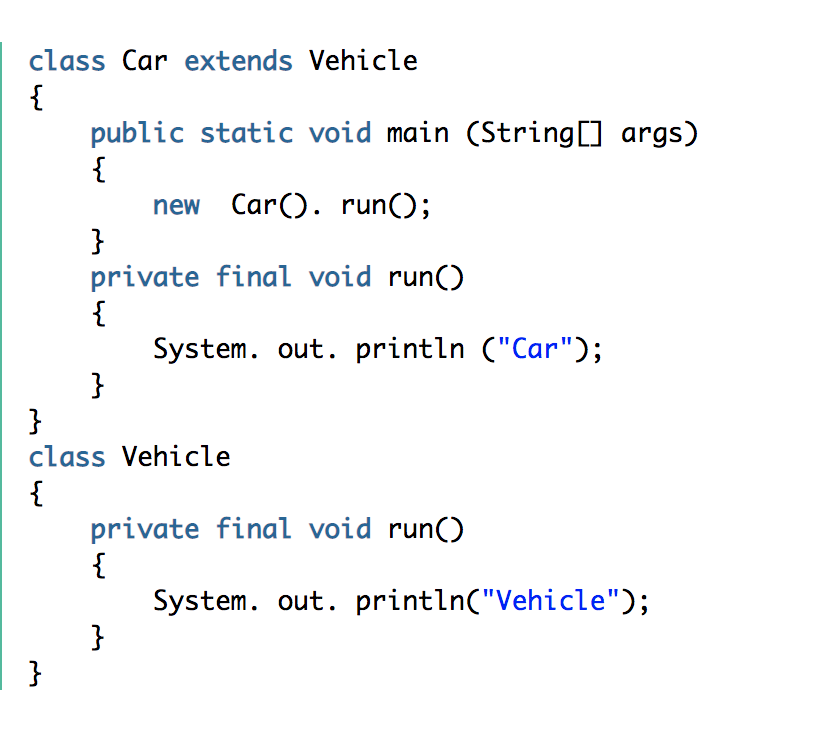 class Car extends Vehicle
{
    public static void main (String[] args)
    {
        new  Car(). run();
    }
    private final void run()
    {
        System. out. println ("Car");
    }
}
class Vehicle
{
    private final void run()
    {
        System. out. println("Vehicle");
    }
}